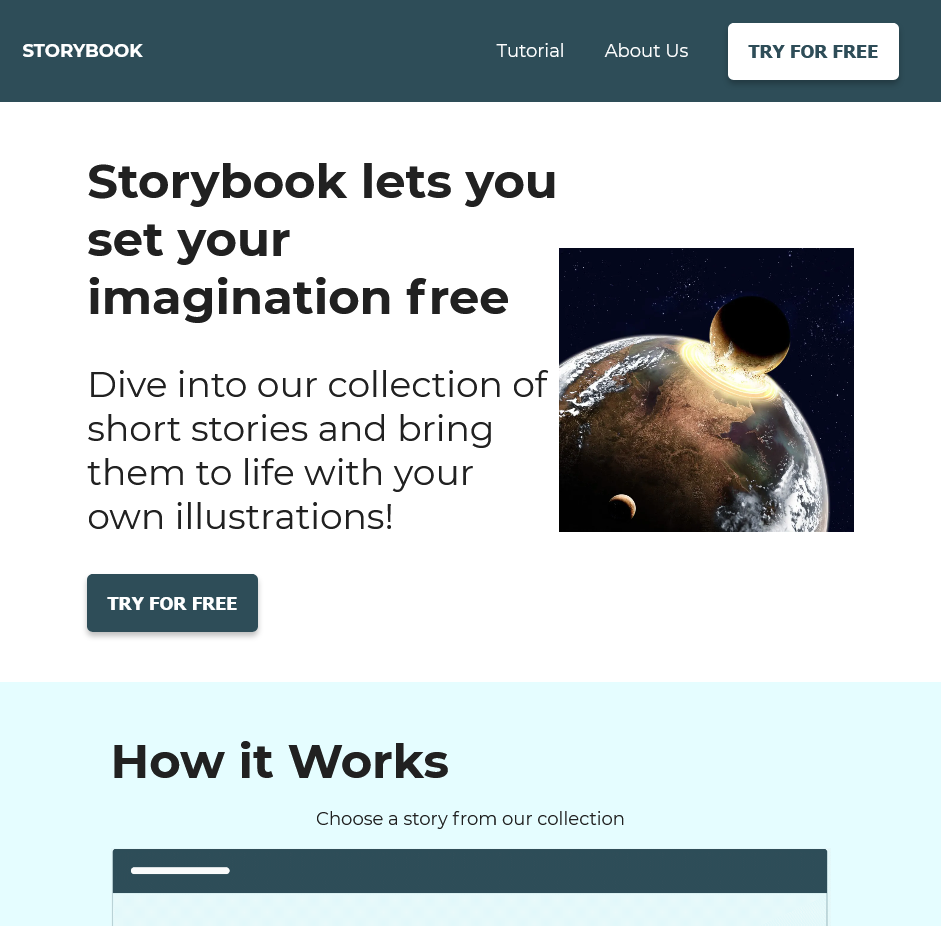 STORYBOOK
Tutorial
About Us
TRY FOR FREE
Storybook lets you
set your
imagination free
Dive into our collection of
short stories and bring
them to life with your
own illustrations!
TRY FOR FREE
How it Works
Choose a story from our collection